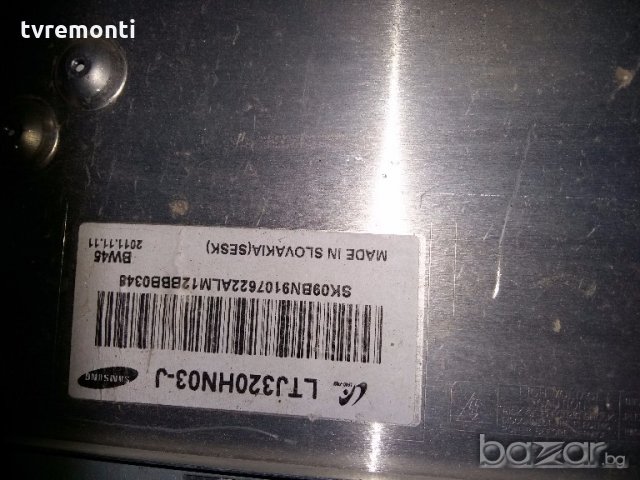 tvremonti
SAMSUNG
LTJ320HN03-J
SK09BN9107622ALM12BBB0348
MADE IN SLOVAKIA(SESK)
BW45
2011.11.11
bazar.bg